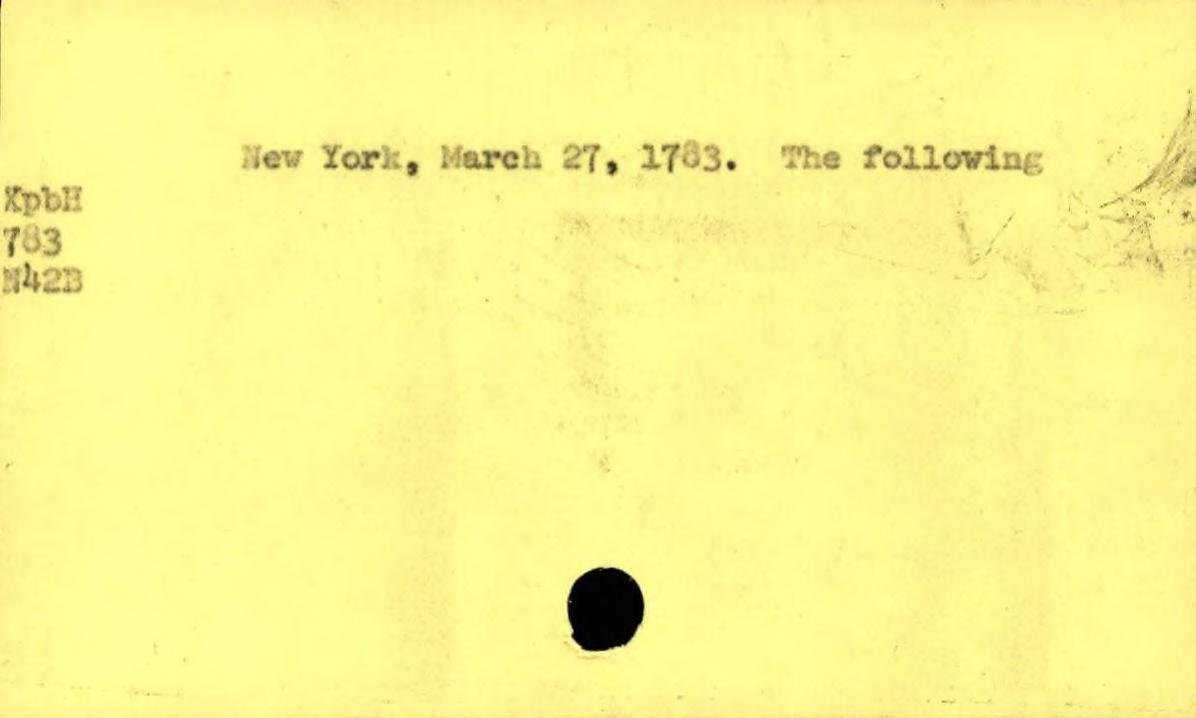 New York, March 27, 1783. The following
XpbH
783
N42B